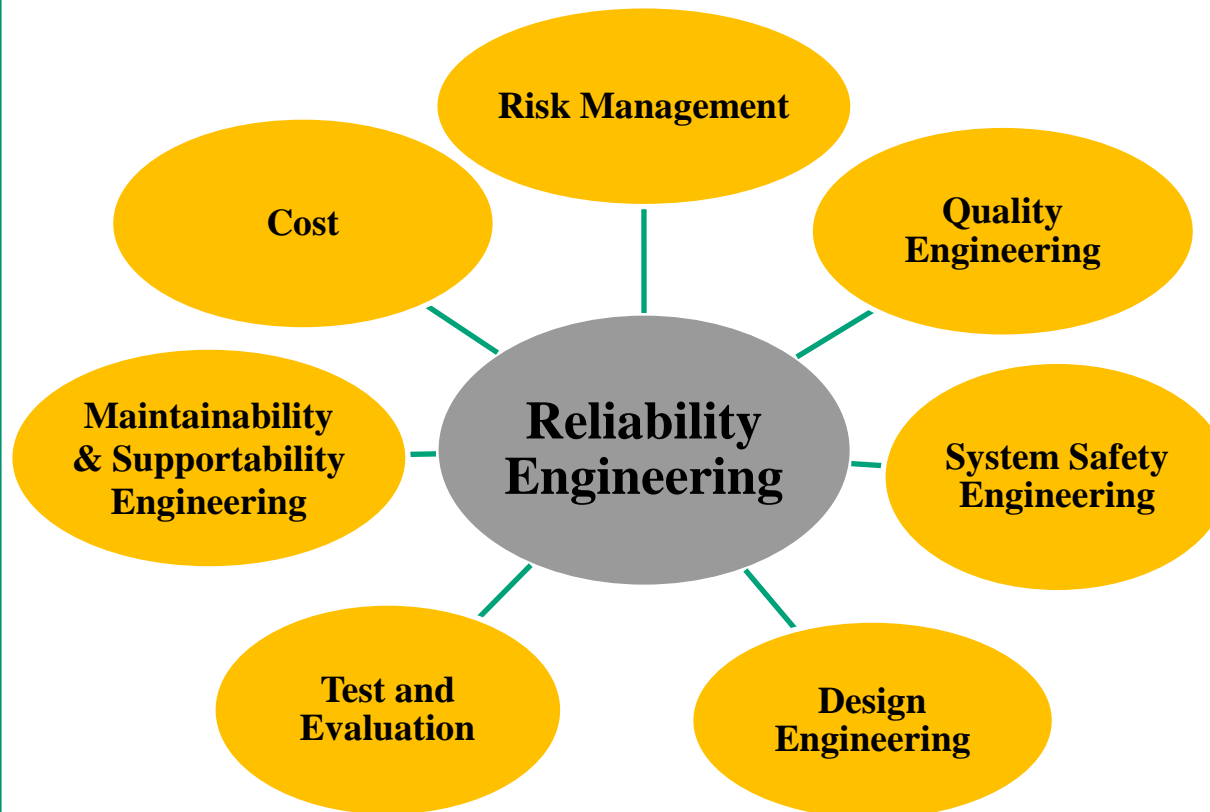 Risk Management
Cost
Quality
Engineering
Reliability
Engineering
Maintainability
& Supportability
Engineering
System Safety
Engineering
Test and
Evaluation
Design
Engineering